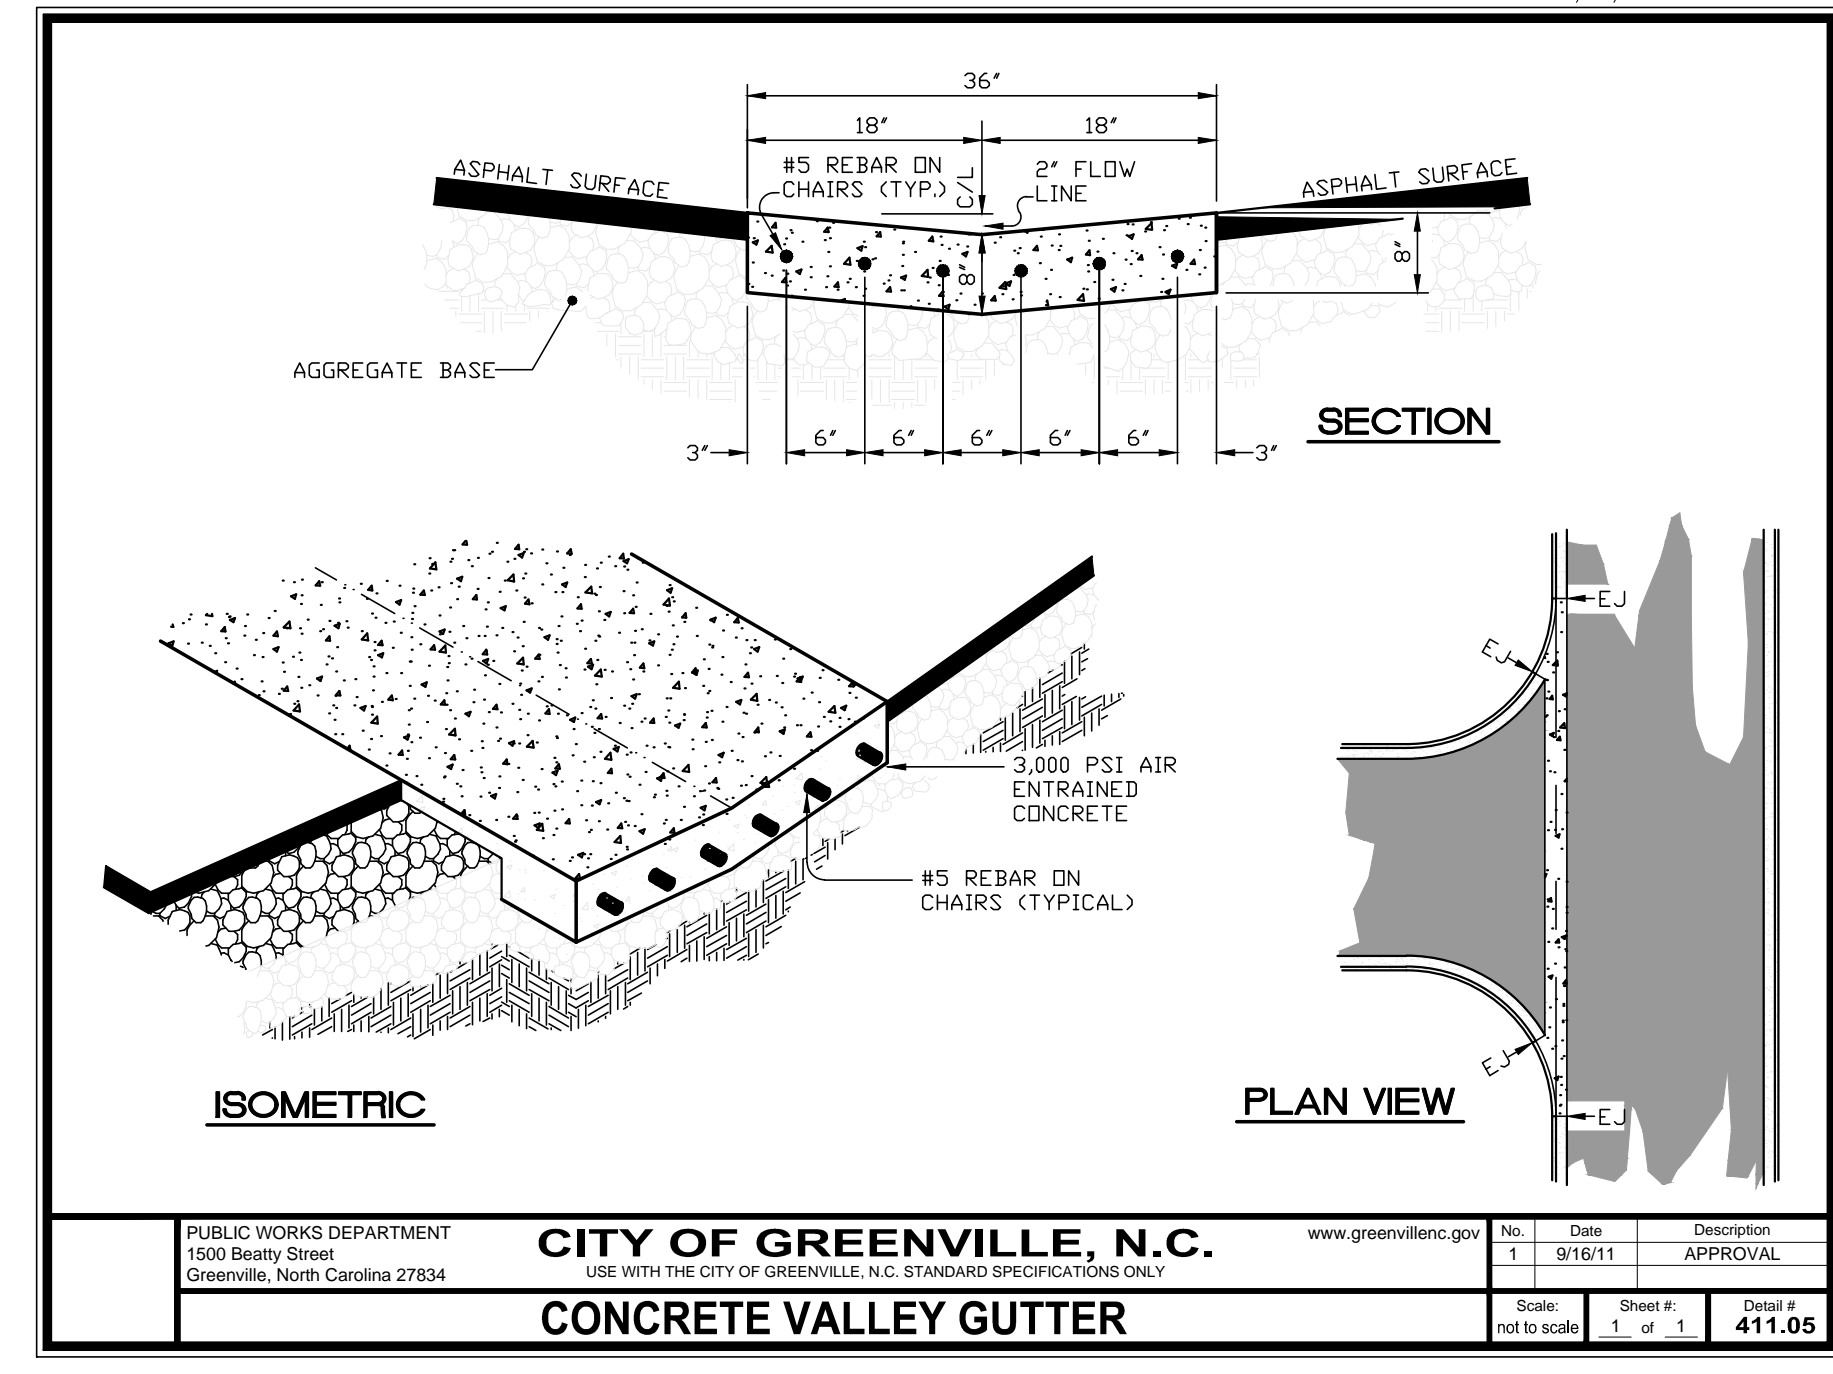 36"
18"
18"
#5 REBAR ON
CHAIRS (TYP.)
C/L
2" FLOW
LINE
ASPHALT SURFACE
ASPHALT SURFACE
8"
8"
AGGREGATE BASE
3"
6"
6"
6"
6"
6"
3"
SECTION
3,000 PSI AIR
ENTRAINED
CONCRETE
#5 REBAR ON
CHAIRS (TYPICAL)
ISOMETRIC
EJ
EJ
EJ
EJ
PLAN VIEW
PUBLIC WORKS DEPARTMENT
1500 Beatty Street
Greenville, North Carolina 27834
CITY OF GREENVILLE, N.C.
USE WITH THE CITY OF GREENVILLE, N.C. STANDARD SPECIFICATIONS ONLY
www.greenvillenc.gov
CONCRETE VALLEY GUTTER
No. Date Description
1 9/16/11 APPROVAL
Scale:
not to scale
Sheet #:
1 of 1
Detail #
411.05